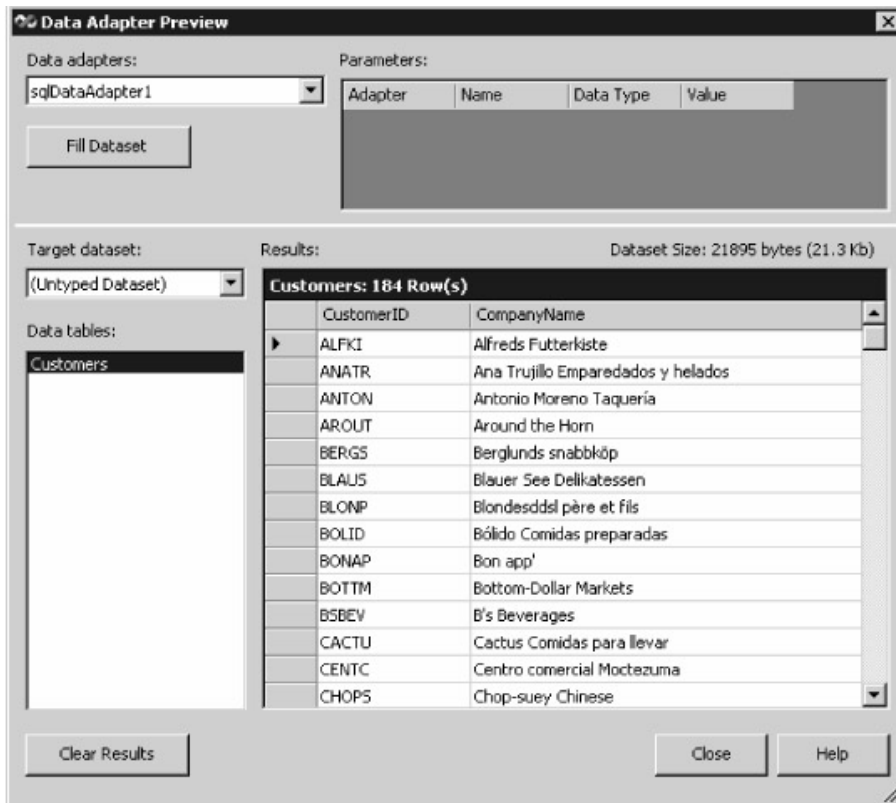 Data Adapter Preview
Data adapters:
sqlDataAdapter1
Fill Dataset
Parameters:
Adapter Name Data Type Value
Target dataset:
(Untyped Dataset)
Data tables:
Customers
Results: Dataset Size: 21895 bytes (21.3 Kb)
Customers: 184 Row(s)
CustomerID CompanyName
ALFKI Alfreds Futterkiste
ANATR Ana Trujillo Emparedados y helados
ANTON Antonio Moreno Taquería
AROUT Around the Horn
BERGS Berglunds snabbköp
BLAUS Blauer See Delikatessen
BLONP Blondesddsl père et fils
BOLID Bólido Comidas preparadas
BONAP Bon app'
BOTTM Bottom-Dollar Markets
BSBEV B's Beverages
CACTU Cactus Comidas para llevar
CENTC Centro comercial Moctezuma
CHOPS Chop-suey Chinese
Clear Results
Close
Help